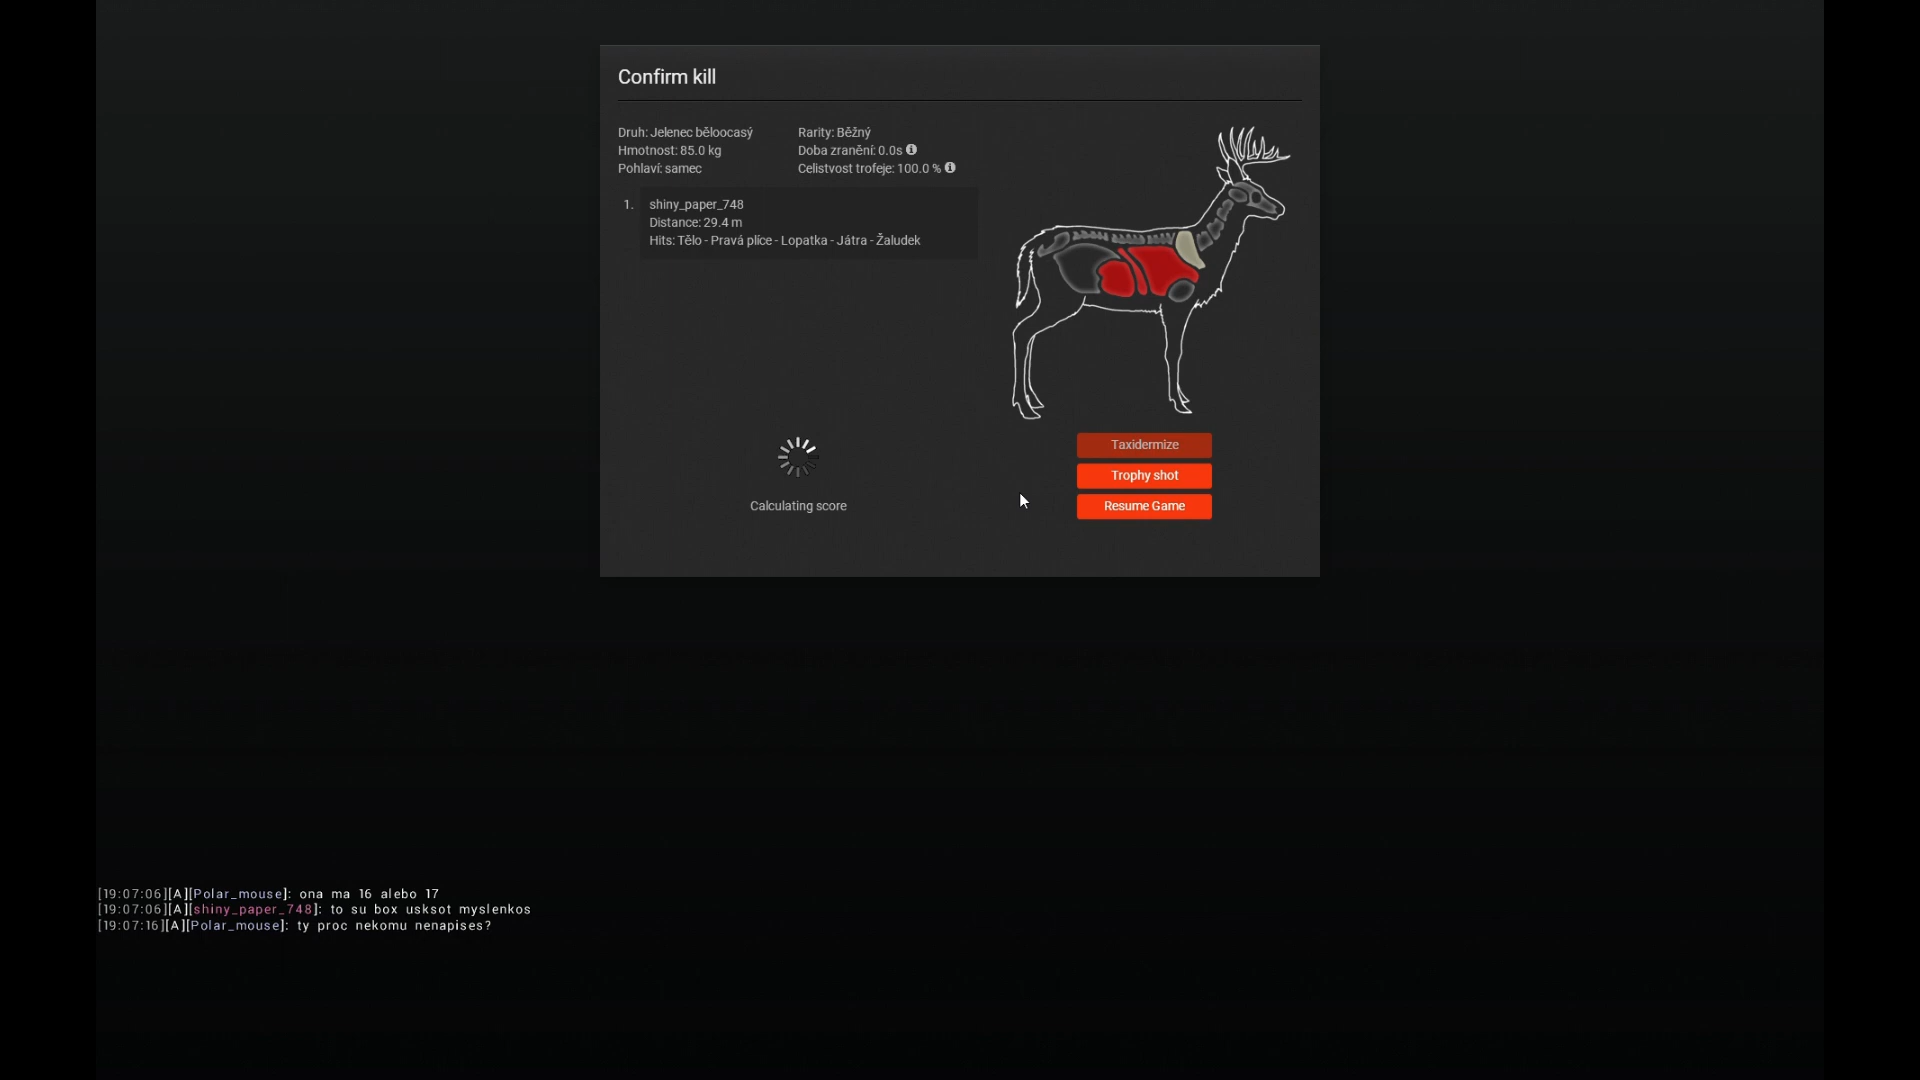 Confirm kill
Druh: Jelenec běloocasý
Rarity: Běžný
Hmotnost: 85.0 kg
Doba zranění: 0.0s
Pohlaví: samec
Celistvost trofeje: 100.0 %
1. shiny_paper_748
Distance: 29.4 m
Hits: Tělo - Pravá plíce - Lopatka - Játra - Žaludek
Taxidermize
Trophy shot
Calculating score
Resume Game
[19:07:06][A][Polar_mouse]: ona ma 16 alebo 17
[19:07:06][A][shiny_paper_748]: to su box usksot myslenkos
[19:07:16][A][Polar_mouse]: ty proc nekomu nenapises?